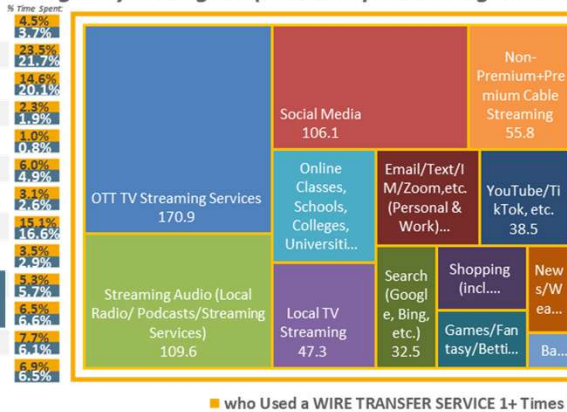 % Time Spent:
4.5%
3.7%
23.5%
21.7%
14.6%
20.1%
2.3%
1.9%
1.0%
0.8%
6.0%
4.9%
3.1%
2.6%
15.1%
16.6%
3.5%
2.9%
5.3%
5.7%
6.5%
6.6%
7.7%
6.1%
6.9%
6.5%
OTT TV Streaming Services
170.9
Streaming Audio (Local
Radio/ Podcasts/Streaming
Services)
109.6
Social Media
106.1
Non-
Premium+Pre
mium Cable
Streaming
55.8
Online
Classes,
Schools,
Colleges,
Universiti...
Email/Text/I
M/Zoom,etc.
(Personal &
Work)...
YouTube/Ti
kTok, etc.
38.5
Local TV
Streaming
47.3
Search
(Googl
e, Bing,
etc.)
32.5
Shopping
(incl....
New
s/W
ea...
Games/Fan
tasy/Betti...
Ba...
who Used a WIRE TRANSFER SERVICE 1+ Times